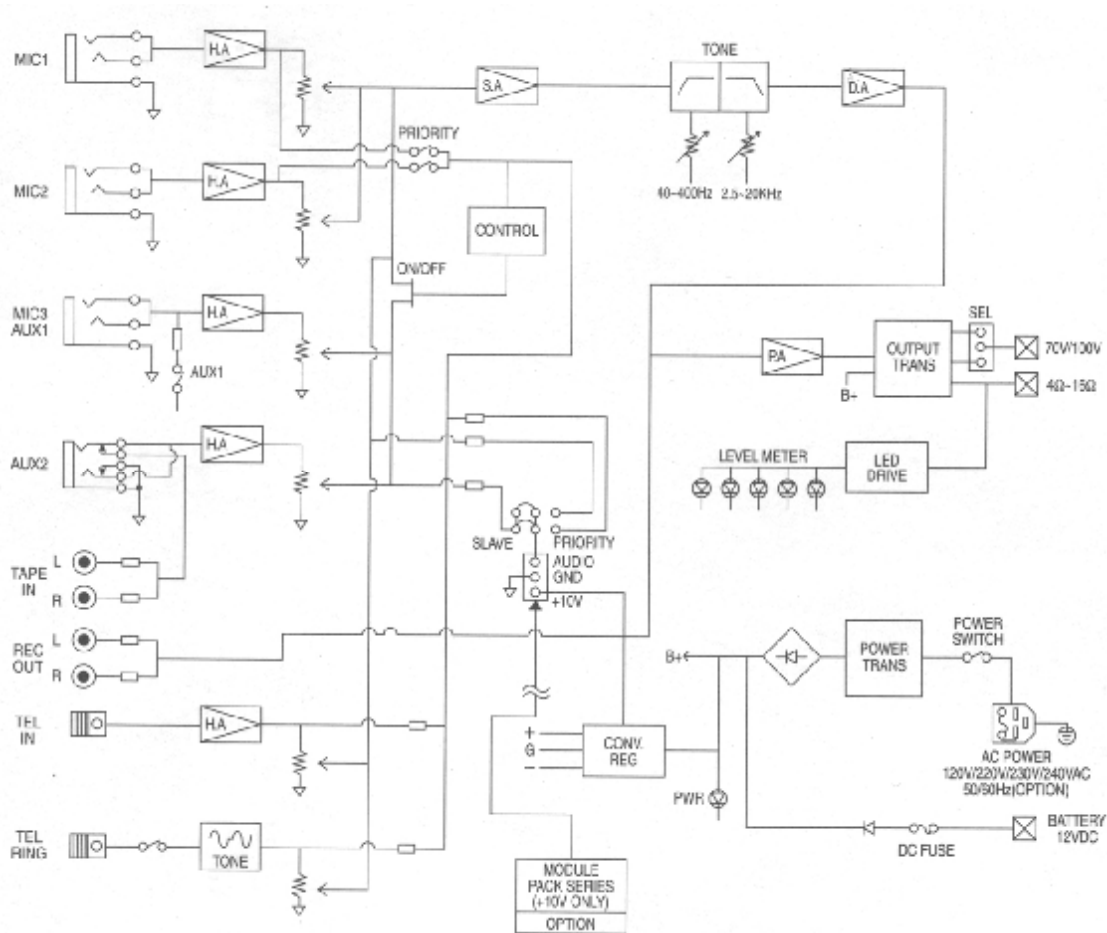 MIC1
H.A
S.A
TONE
D.A
PRIORITY
40~400Hz
2.5~20KHz
MIC2
H.A
CONTROL
ON/OFF
MIC3
AUX1
H.A
AUX1
SEL
P.A
OUTPUT
TRANS
70V/100V
B+
4Ω~16Ω
AUX2
H.A
LEVEL METER
LED
DRIVE
SLAVE
PRIORITY
AUDIO
GND
+10V
TAPE
IN
L
R
REC
OUT
L
R
B+
POWER
TRANS
POWER
SWITCH
TEL
IN
H.A
+
G
−
CONV.
REG
AC POWER
120V/220V/230V/240VAC
50/60Hz(OPTION)
PWR
DC FUSE
BATTERY
12VDC
TEL
RING
TONE
MODULE
PACK SERIES
(+10V ONLY)
OPTION